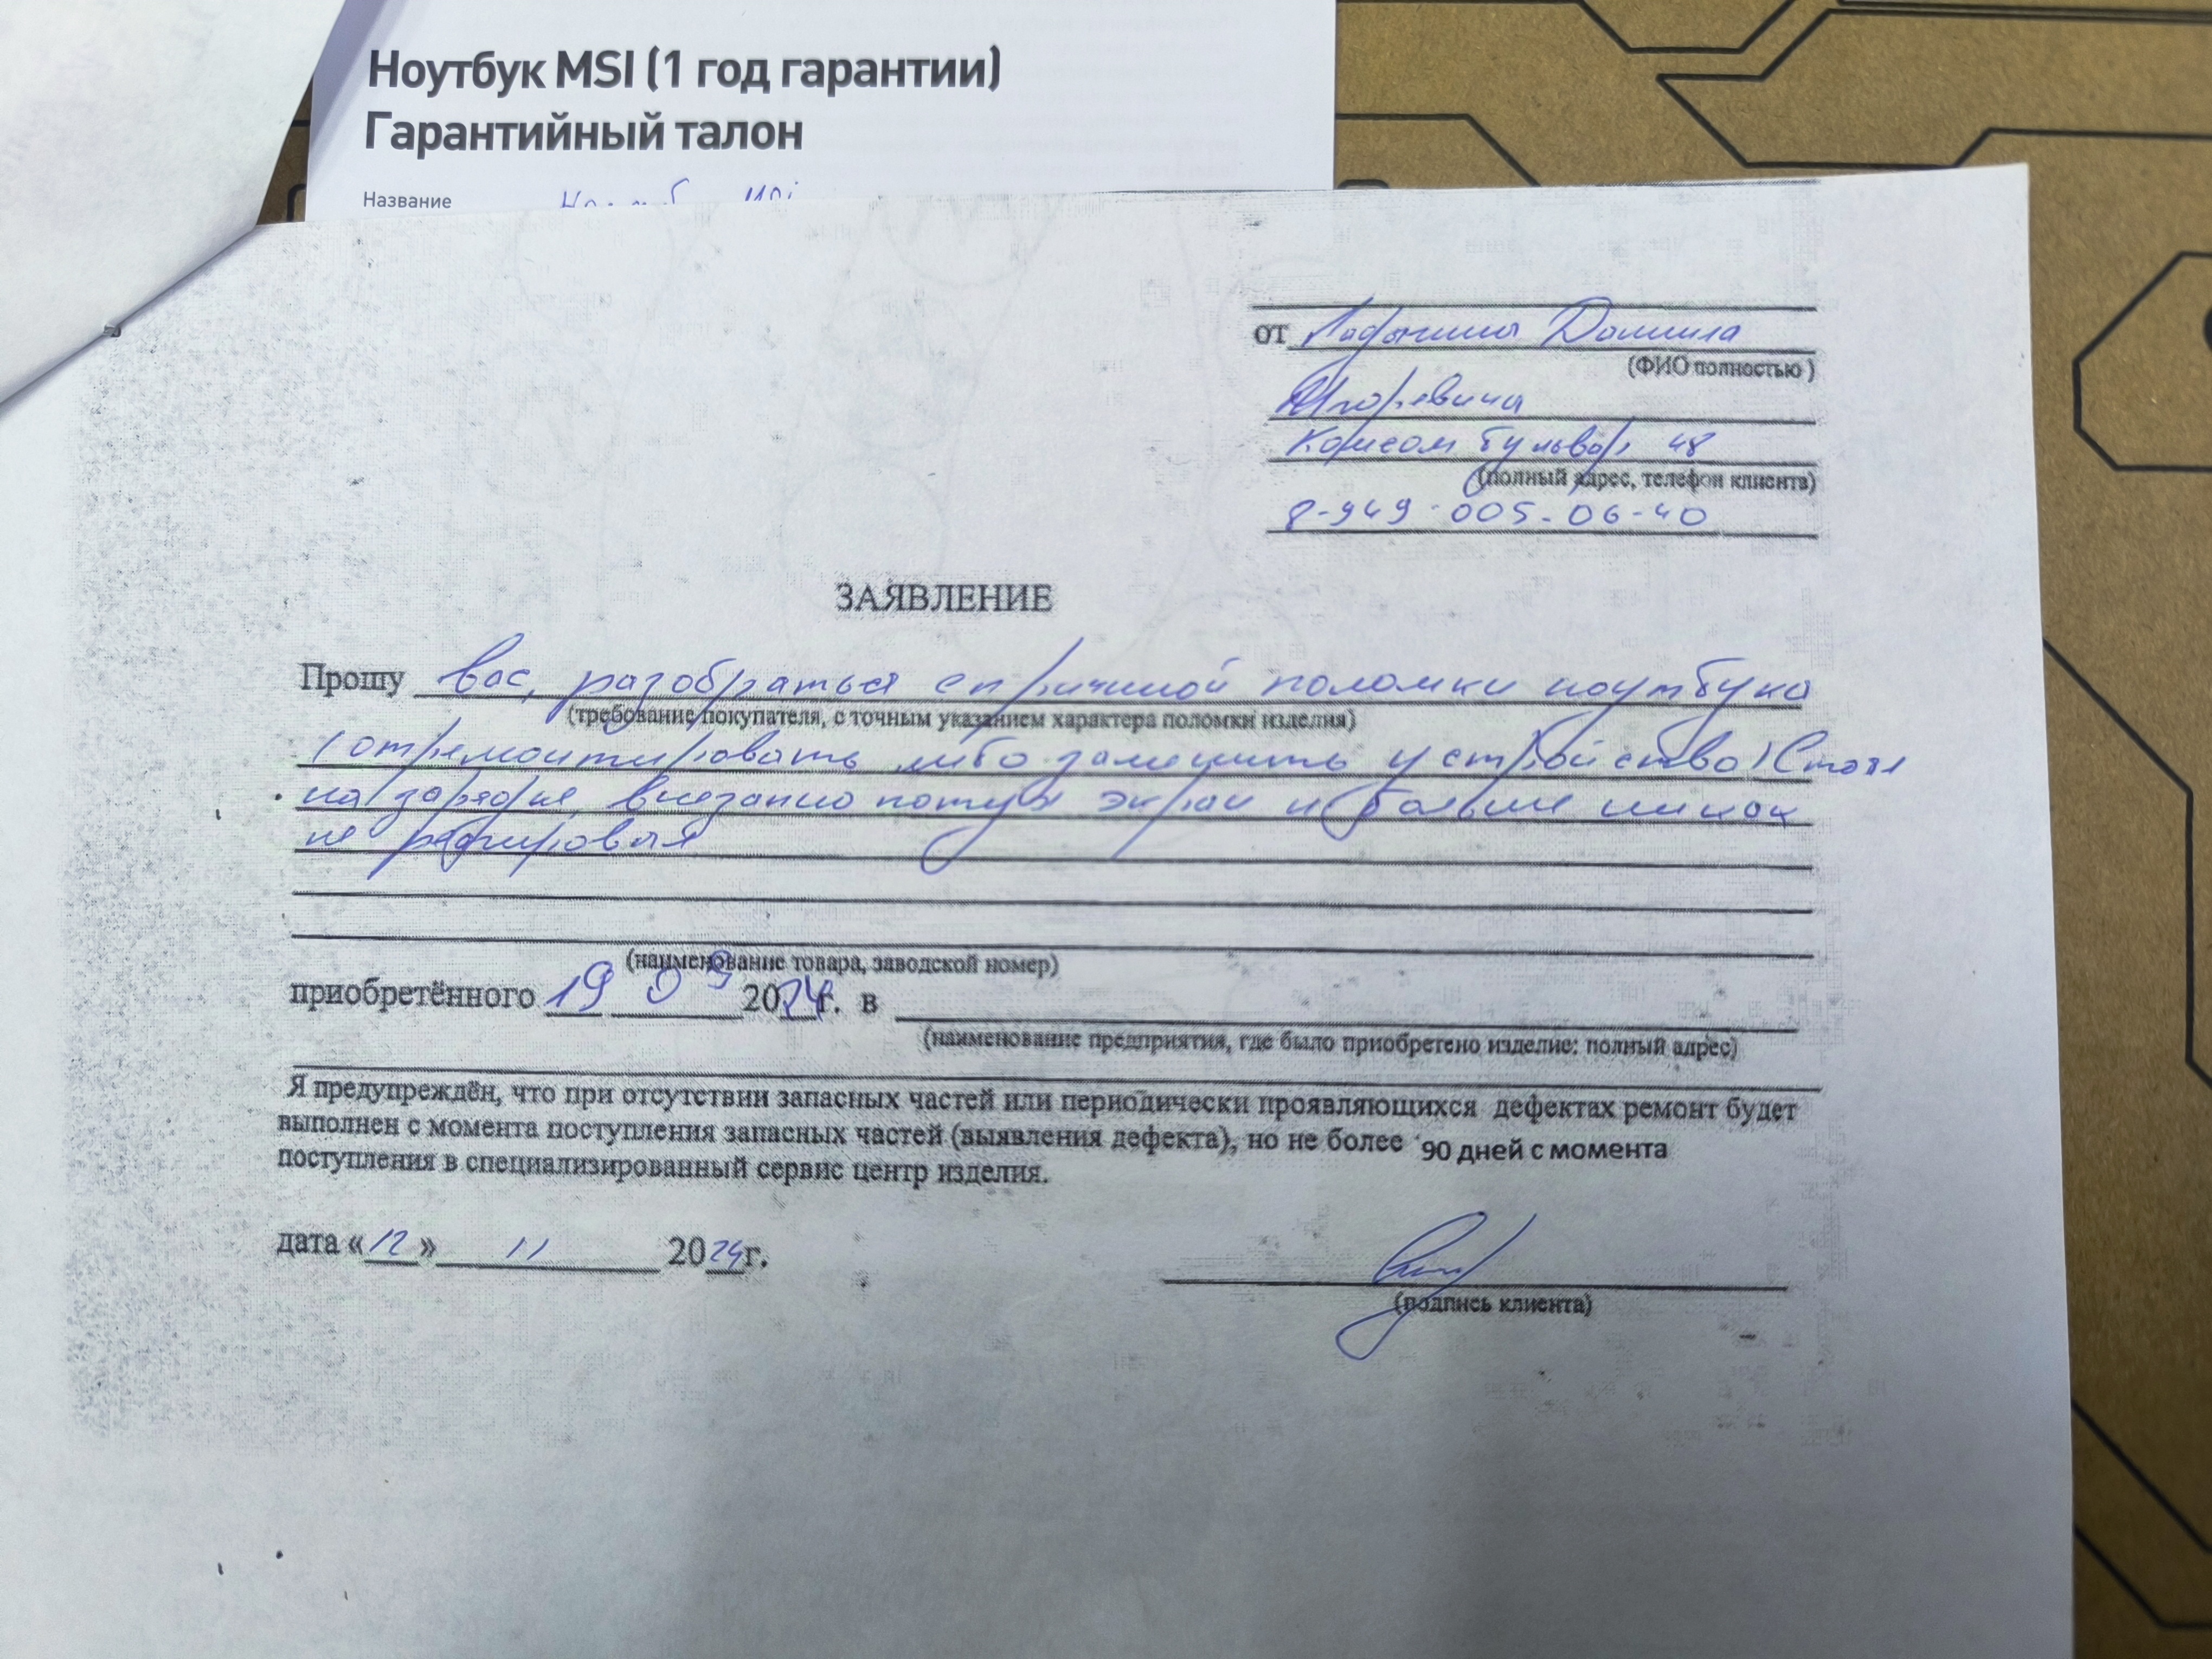 Ноутбук MSI (1 год гарантии)
Гарантийный талон
Название
от Данила
(ФИО полностью)
Игоревича
Комсом бульвар 48
(полный адрес, телефон клиента)
8-949-005-06-40
ЗАЯВЛЕНИЕ
Прошу вас, разобраться с причиной поломки ноутбука
(требование покупателя, с точным указанием характера поломки изделия)
(отремонтировать либо заменить устройство) Стоял
на зарядке, внезапно потух экран и больше никак
не реагировал
(наименование товара, заводской номер)
приобретённого 19 09 2024г. в
(наименование предприятия, где было приобретено изделие: полный адрес)
Я предупреждён, что при отсутствии запасных частей или периодически проявляющихся дефектах ремонт будет
выполнен с момента поступления запасных частей (выявления дефекта), но не более 90 дней с момента
поступления в специализированный сервис центр изделия.
дата «12» 11 2024г.
(подпись клиента)